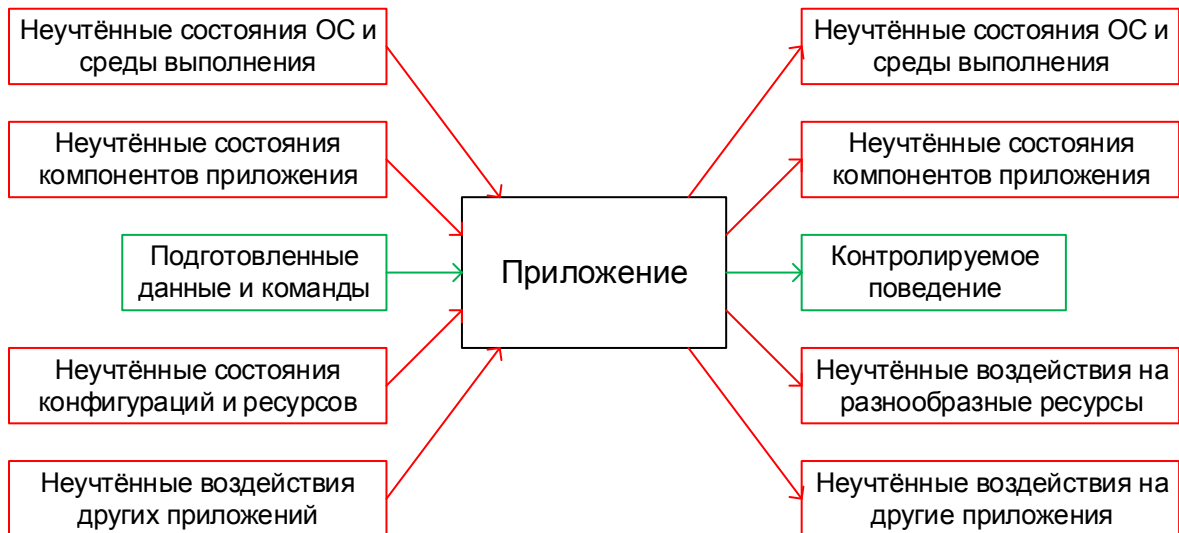 Неучтённые состояния ОС и
среды выполнения
Неучтённые состояния
компонентов приложения
Подготовленные
данные и команды
Неучтённые состояния
конфигураций и ресурсов
Неучтённые воздействия
других приложений
Приложение
Неучтённые состояния ОС и
среды выполнения
Неучтённые состояния
компонентов приложения
Контролируемое
поведение
Неучтённые воздействия на
разнообразные ресурсы
Неучтённые воздействия на
другие приложения